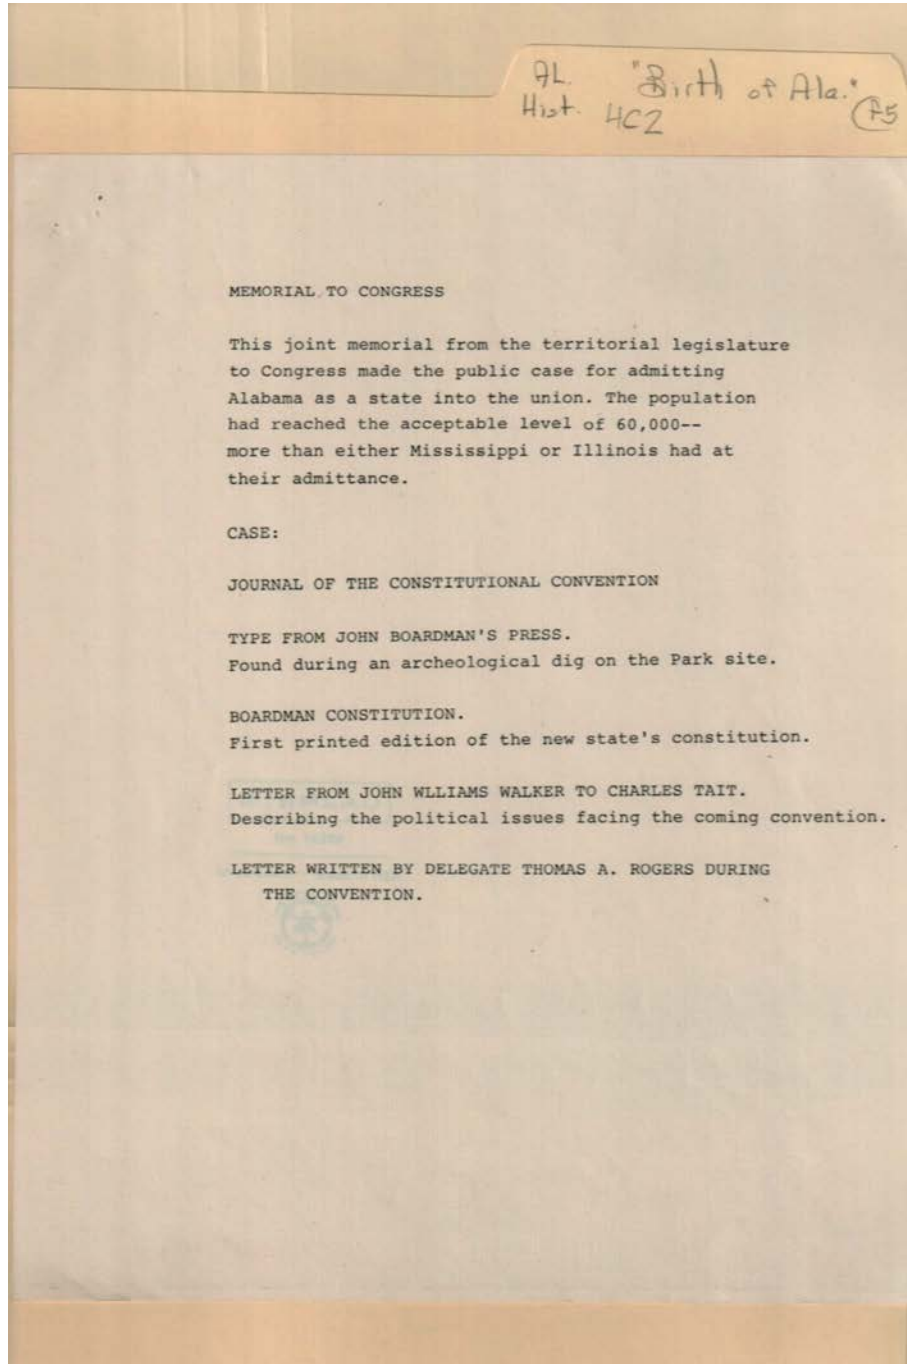 AL. "Birth of Ala."
Hist. 4C2
MEMORIAL TO CONGRESS
This joint memorial from the territorial legislature
to Congress made the public case for admitting
Alabama as a state into the union. The population
had reached the acceptable level of 60,000--
more than either Mississippi or Illinois had at
their admittance.
CASE:
JOURNAL OF THE CONSTITUTIONAL CONVENTION
TYPE FROM JOHN BOARDMAN'S PRESS.
Found during an archeological dig on the Park site.
BOARDMAN CONSTITUTION.
First printed edition of the new state's constitution.
LETTER FROM JOHN WLLIAMS WALKER TO CHARLES TAIT.
Describing the political issues facing the coming convention.
LETTER WRITTEN BY DELEGATE THOMAS A. ROGERS DURING
THE CONVENTION.